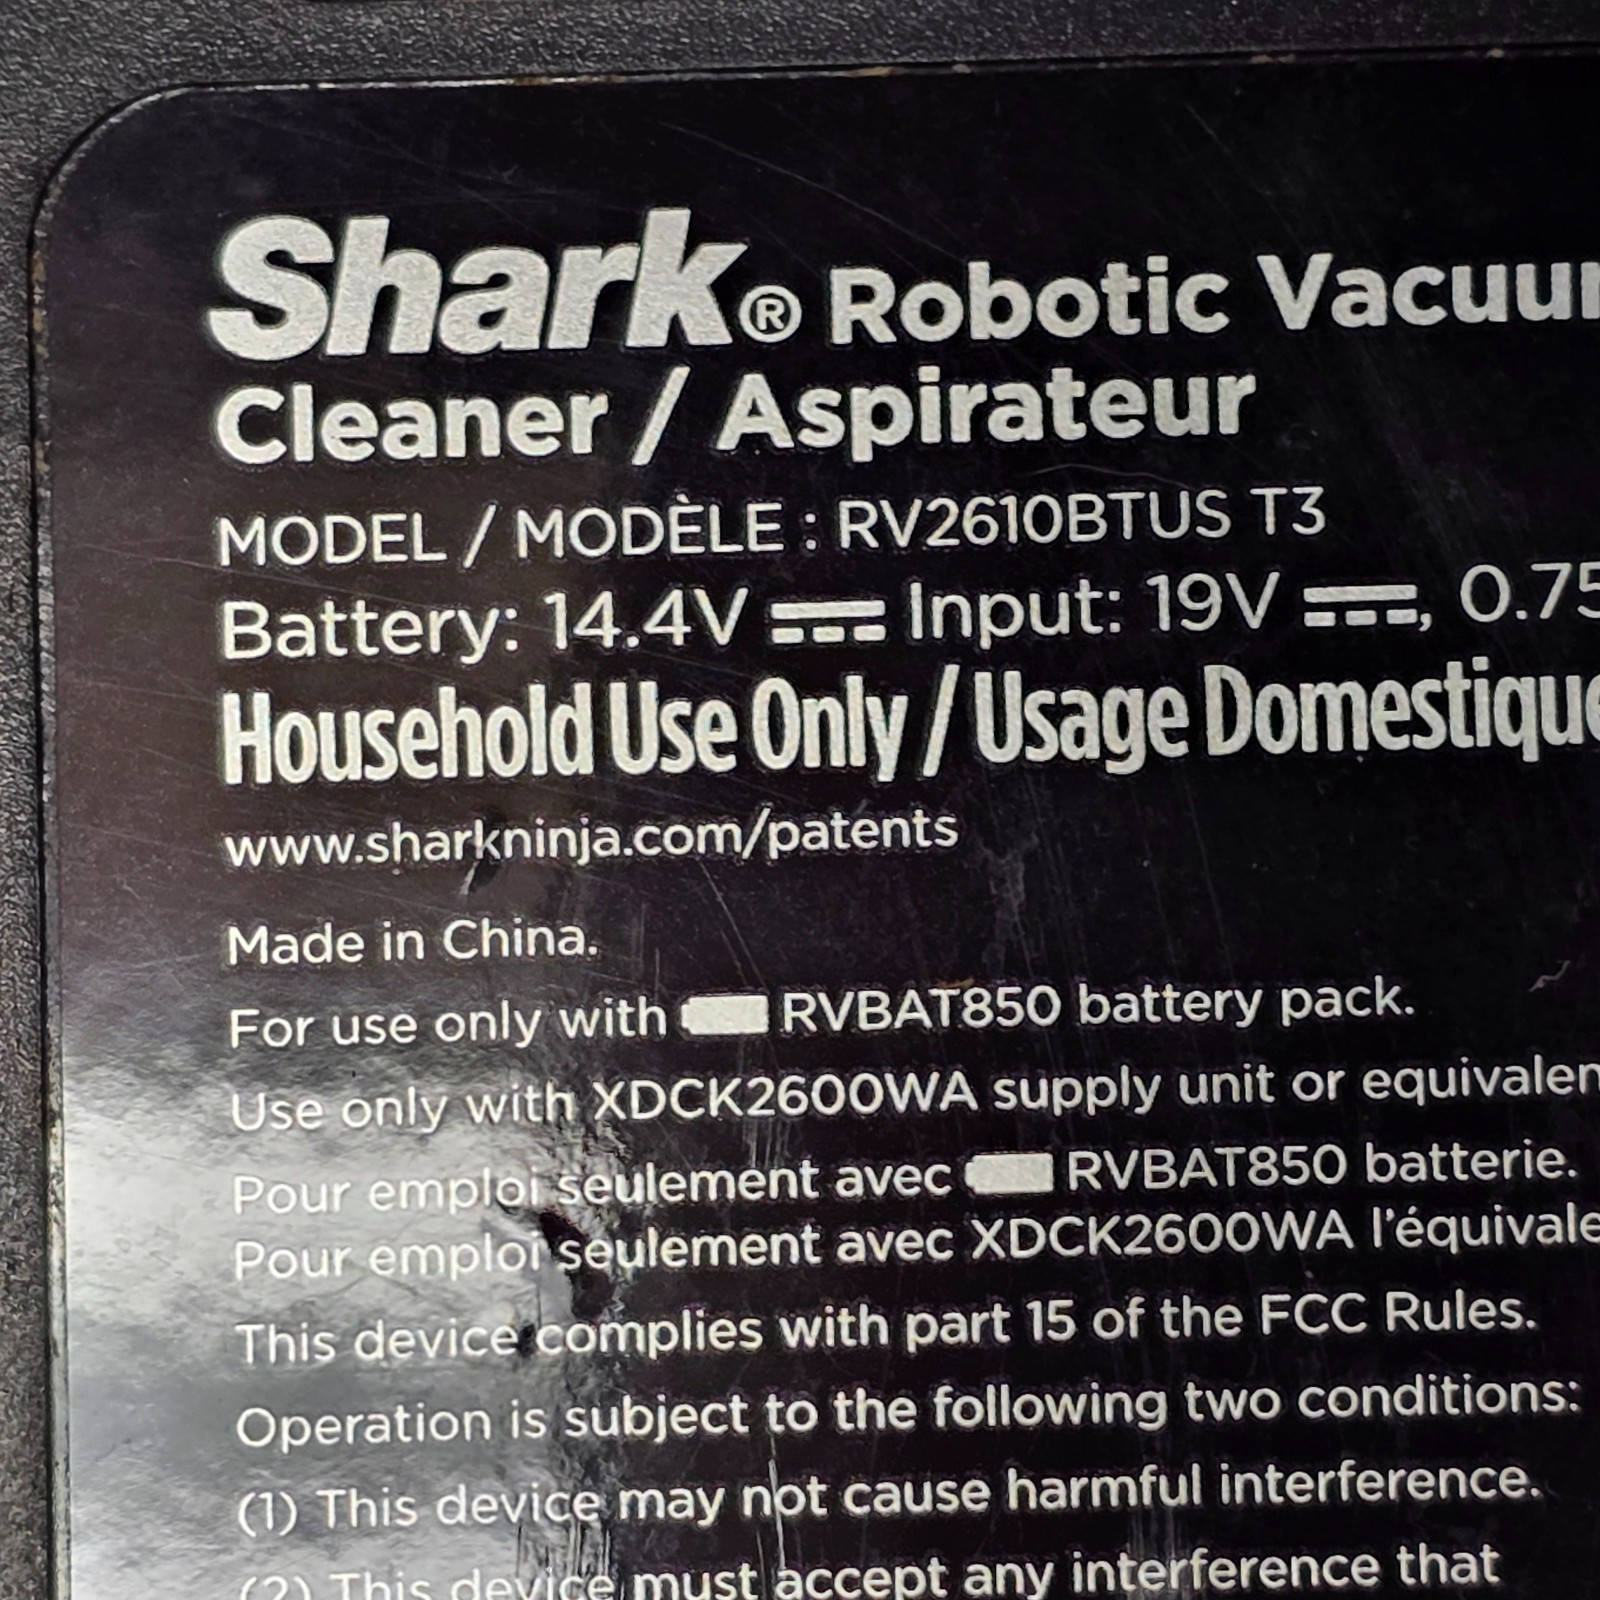 Shark® Robotic Vacuu
Cleaner / Aspirateur
MODEL / MODÈLE : RV2610BTUS T3
Battery: 14.4V ⎓ Input: 19V ⎓, 0.75
Household Use Only / Usage Domestique
www.sharkninja.com/patents
Made in China.
For use only with RVBAT850 battery pack.
Use only with XDCK2600WA supply unit or equivalen
Pour emploi seulement avec RVBAT850 batterie.
Pour emploi seulement avec XDCK2600WA l'équivale
This device complies with part 15 of the FCC Rules.
Operation is subject to the following two conditions:
(1) This device may not cause harmful interference.
(2) This device must accept any interference that